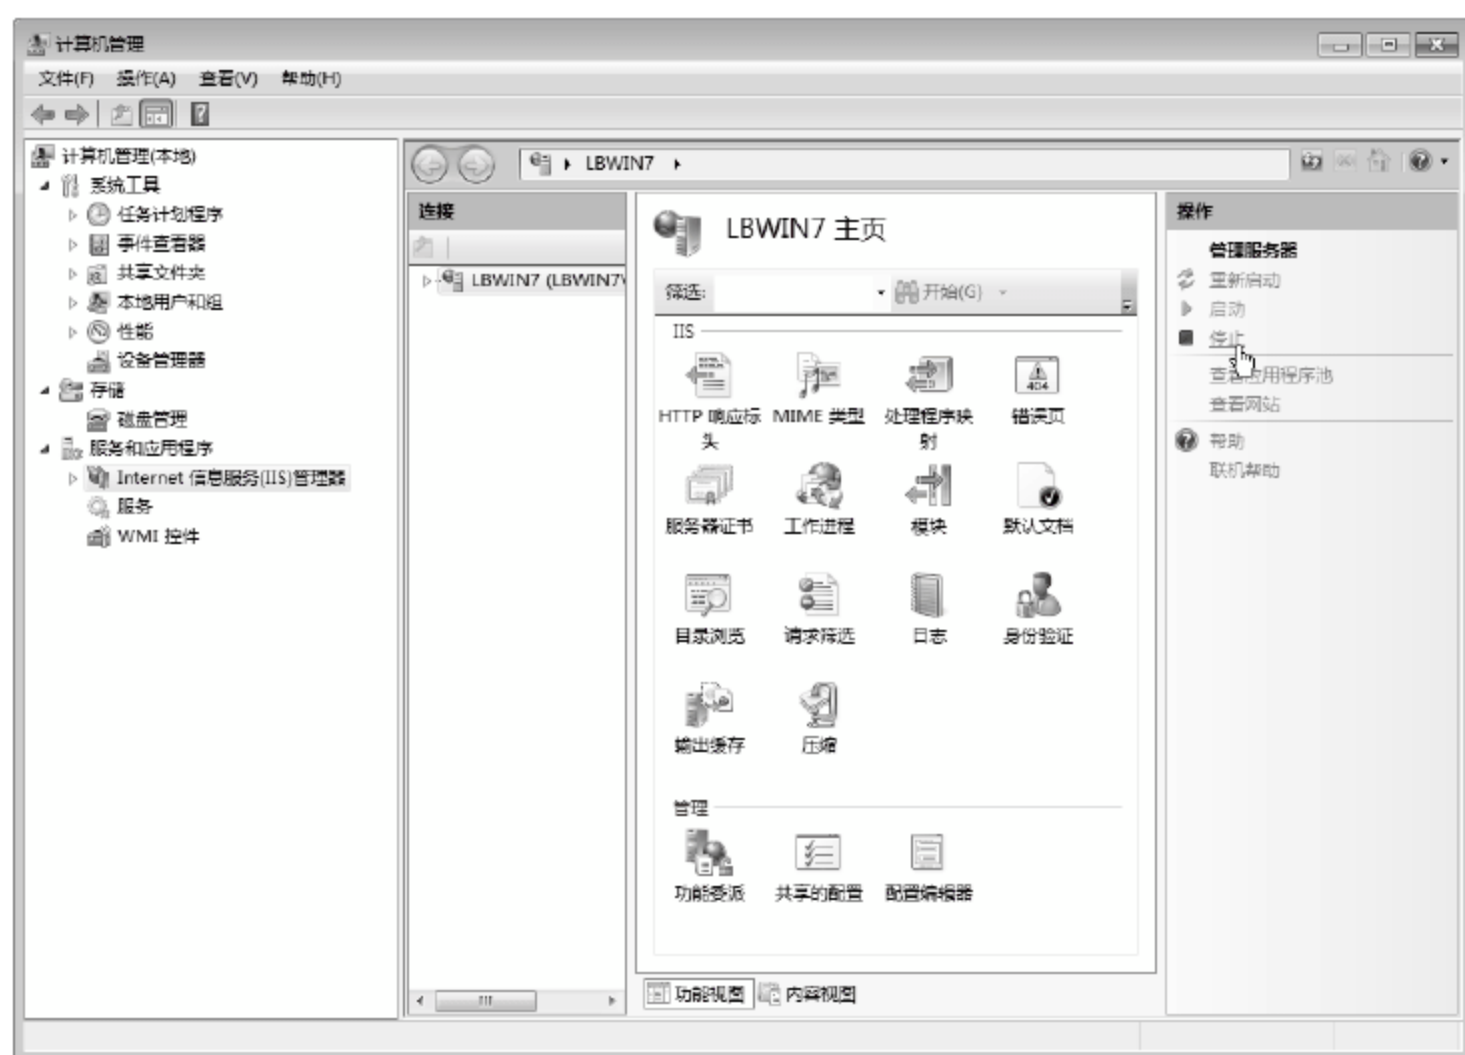 计算机管理
文件(F) 操作(A) 查看(V) 帮助(H)
计算机管理(本地)
系统工具
任务计划程序
事件查看器
共享文件夹
本地用户和组
性能
设备管理器
存储
磁盘管理
服务和应用程序
Internet 信息服务(IIS)管理器
服务
WMI 控件
LBWIN7
连接
LBWIN7 (LBWIN7\
LBWIN7 主页
筛选: 开始(G)
IIS
HTTP 响应标头
MIME 类型
处理程序映射
错误页
服务器证书
工作进程
模块
默认文档
目录浏览
请求筛选
日志
身份验证
输出缓存
压缩
管理
功能委派
共享的配置
配置编辑器
功能视图
内容视图
操作
管理服务器
重新启动
启动
停止
查看应用程序池
查看网站
帮助
联机帮助